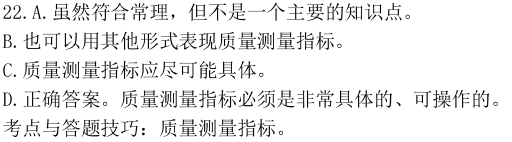 22.A.虽然符合常理，但不是一个主要的知识点。
B.也可以用其他形式表现质量测量指标。
C.质量测量指标应尽可能具体。
D.正确答案。质量测量指标必须是非常具体的、可操作的。
考点与答题技巧：质量测量指标。